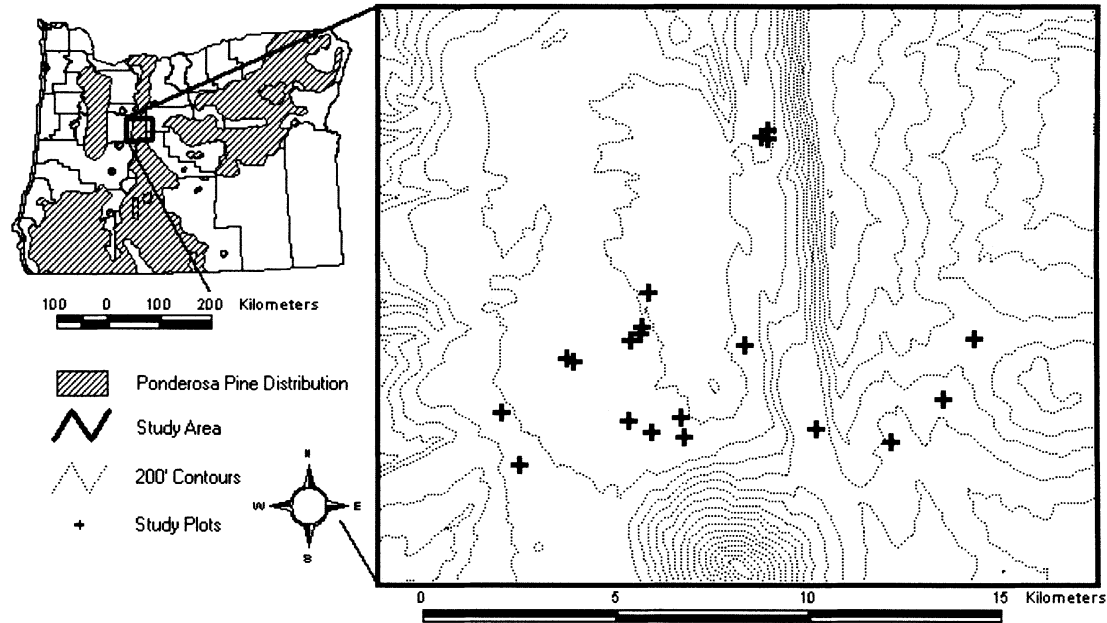 100 0 100 200 Kilometers
Ponderosa Pine Distribution
Study Area
200' Contours
Study Plots
N
W E
S
0 5 10 15 Kilometers